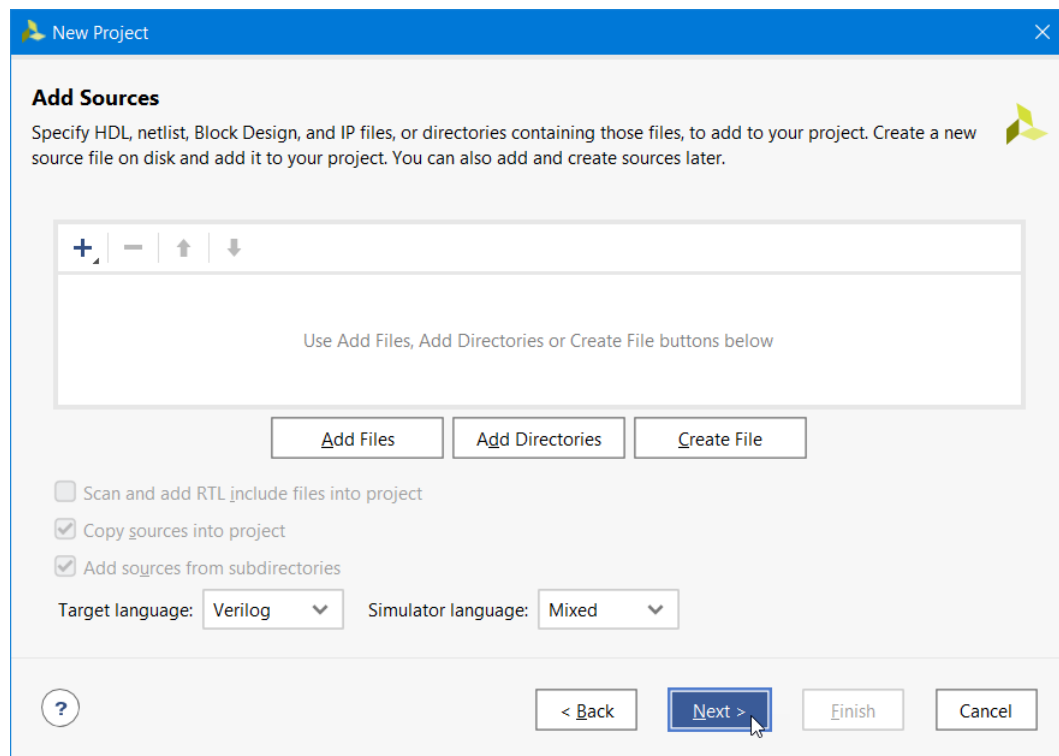 New Project
Add Sources
Specify HDL, netlist, Block Design, and IP files, or directories containing those files, to add to your project. Create a new
source file on disk and add it to your project. You can also add and create sources later.
Use Add Files, Add Directories or Create File buttons below
Add Files Add Directories Create File
Scan and add RTL include files into project
Copy sources into project
Add sources from subdirectories
Target language: Verilog Simulator language: Mixed
? < Back Next > Finish Cancel